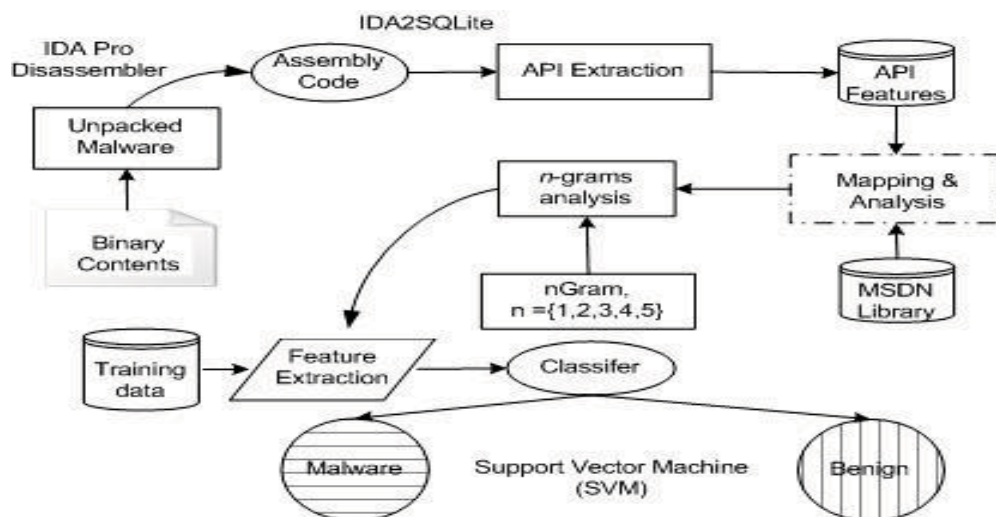 IDA2SQLite
IDA Pro
Disassembler
Assembly
Code
API Extraction
API
Features
Unpacked
Malware
n-grams
analysis
Mapping &
Analysis
Binary
Contents
nGram,
n ={1,2,3,4,5}
MSDN
Library
Training
data
Feature
Extraction
Classifer
Malware
Support Vector Machine
(SVM)
Benign